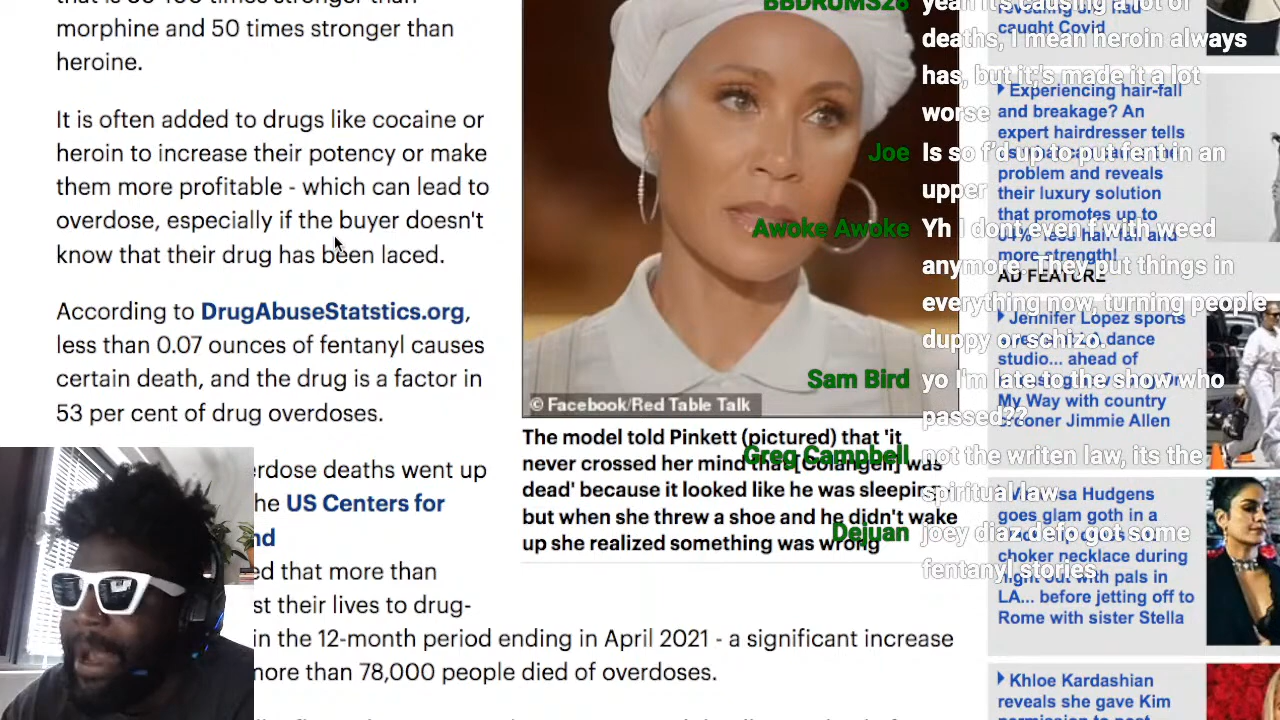 morphine and 50 times stronger than
heroine.
It is often added to drugs like cocaine or
heroin to increase their potency or make
them more profitable - which can lead to
overdose, especially if the buyer doesn't
know that their drug has been laced.
According to DrugAbuseStatstics.org,
less than 0.07 ounces of fentanyl causes
certain death, and the drug is a factor in
53 per cent of drug overdoses.
erdose deaths went up
he US Centers for
nd
ed that more than
st their lives to drug-
in the 12-month period ending in April 2021 - a significant increase
more than 78,000 people died of overdoses.
© Facebook/Red Table Talk
The model told Pinkett (pictured) that 'it
never crossed her mind that [Colangeli] was
dead' because it looked like he was sleeping
but when she threw a shoe and he didn't wake
up she realized something was wrong
BBDRUMS28 yeah it's causing a lot of
deaths, I mean heroin always
has, but it's made it a lot
worse
Joe Is so f'd up to put fent in an
upper
Awoke Awoke Yh I dont even f with weed
anymore. They put things in
everything now, turning people
duppy or schizo.
Sam Bird yo I'm late to the show who
passed??
Greg Campbell not the writen law, its the
spiritual law
Dejuan joey diaz defo got some
fentanyl stories
caught Covid
Experiencing hair-fall
and breakage? An
expert hairdresser tells
problem and reveals
their luxury solution
that promotes up to
hair-fall and
more strength!
AD FEATURE
Jennifer Lopez sports
dance
studio... ahead of
My Way with country
crooner Jimmie Allen
Vanessa Hudgens
goes glam goth in a
choker necklace during
night out with pals in
LA... before jetting off to
Rome with sister Stella
Khloe Kardashian
reveals she gave Kim
permission to post